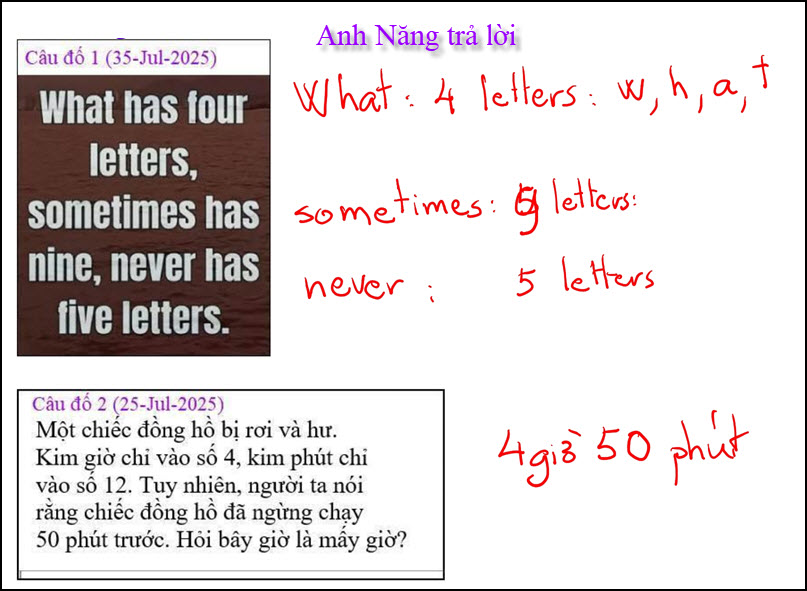 Anh Năng trả lời
Câu đố 1 (35-Jul-2025)
What has four
letters,
sometimes has
nine, never has
five letters.
What : 4 letters : w, h, a, t
sometimes : 9 letters:
never : 5 letters
Câu đố 2 (25-Jul-2025)
Một chiếc đồng hồ bị rơi và hư.
Kim giờ chỉ vào số 4, kim phút chỉ
vào số 12. Tuy nhiên, người ta nói
rằng chiếc đồng hồ đã ngừng chạy
50 phút trước. Hỏi bây giờ là mấy giờ?
4 giờ 50 phút